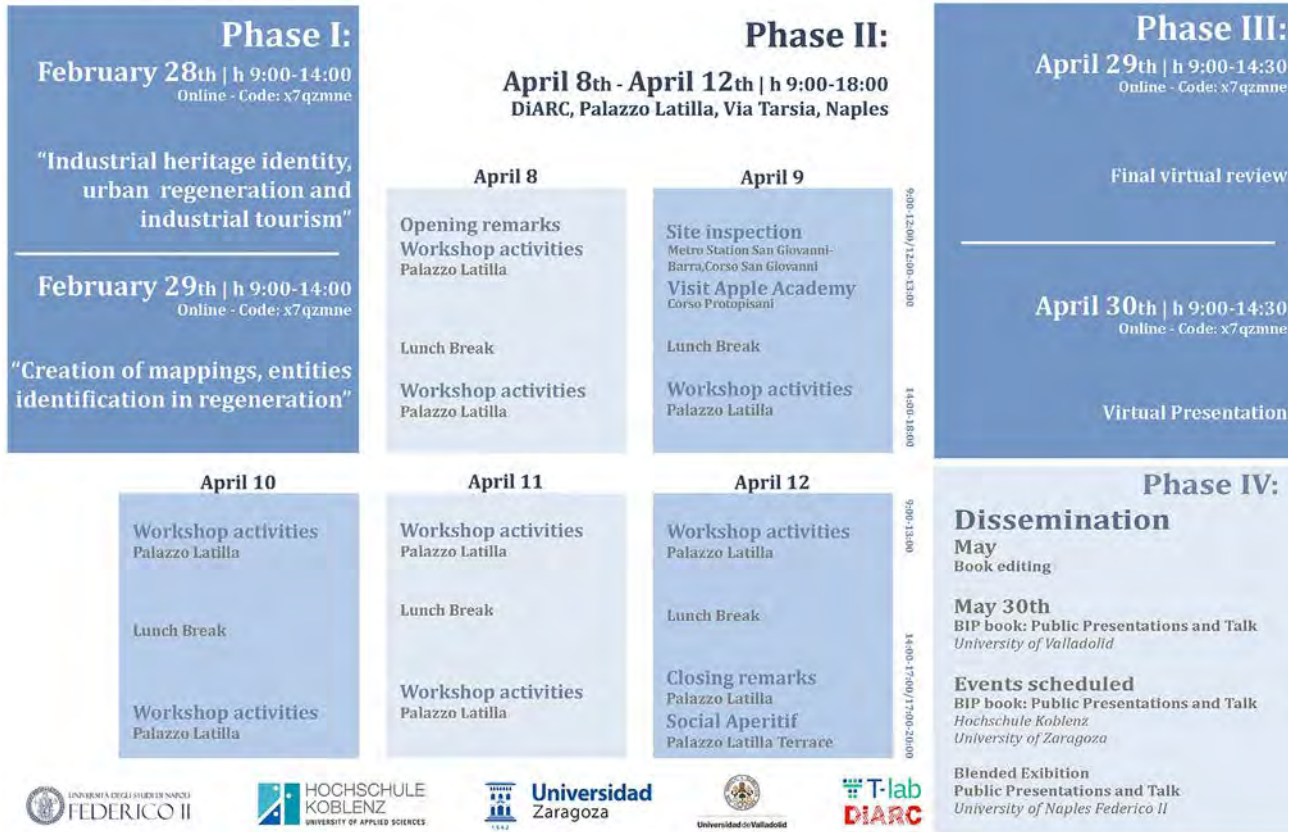 Phase I:
February 28th | h 9:00-14:00
Online - Code: x7qzmne
“Industrial heritage identity,
urban regeneration and
industrial tourism”
February 29th | h 9:00-14:00
Online - Code: x7qzmne
“Creation of mappings, entities
identification in regeneration”
Phase II:
April 8th - April 12th | h 9:00-18:00
DiARC, Palazzo Latilla, Via Tarsia, Naples
April 8
Opening remarks
Workshop activities
Palazzo Latilla
Lunch Break
Workshop activities
Palazzo Latilla
April 9
Site inspection
Metro Station San Giovanni-
Barra,Corso San Giovanni
Visit Apple Academy
Corso Protopisani
Lunch Break
Workshop activities
Palazzo Latilla
9:00-12:00/12:00-13:00
14:00-18:00
April 10
Workshop activities
Palazzo Latilla
Lunch Break
Workshop activities
Palazzo Latilla
April 11
Workshop activities
Palazzo Latilla
Lunch Break
Workshop activities
Palazzo Latilla
April 12
Workshop activities
Palazzo Latilla
Lunch Break
Closing remarks
Palazzo Latilla
Social Aperitif
Palazzo Latilla Terrace
9:00-13:00
14:00-17:00/17:00-20:00
Phase III:
April 29th | h 9:00-14:30
Online - Code: x7qzmne
Final virtual review
April 30th | h 9:00-14:30
Online - Code: x7qzmne
Virtual Presentation
Phase IV:
Dissemination
May
Book editing
May 30th
BIP book: Public Presentations and Talk
University of Valladolid
Events scheduled
BIP book: Public Presentations and Talk
Hochschule Koblenz
University of Zaragoza
Blended Exibition
Public Presentations and Talk
University of Naples Federico II
UNIVERSITÀ DEGLI STUDI DI NAPOLI
FEDERICO II
HOCHSCHULE
KOBLENZ
UNIVERSITY OF APPLIED SCIENCES
1542
Universidad
Zaragoza
Universidad de Valladolid
T-lab
DiARC